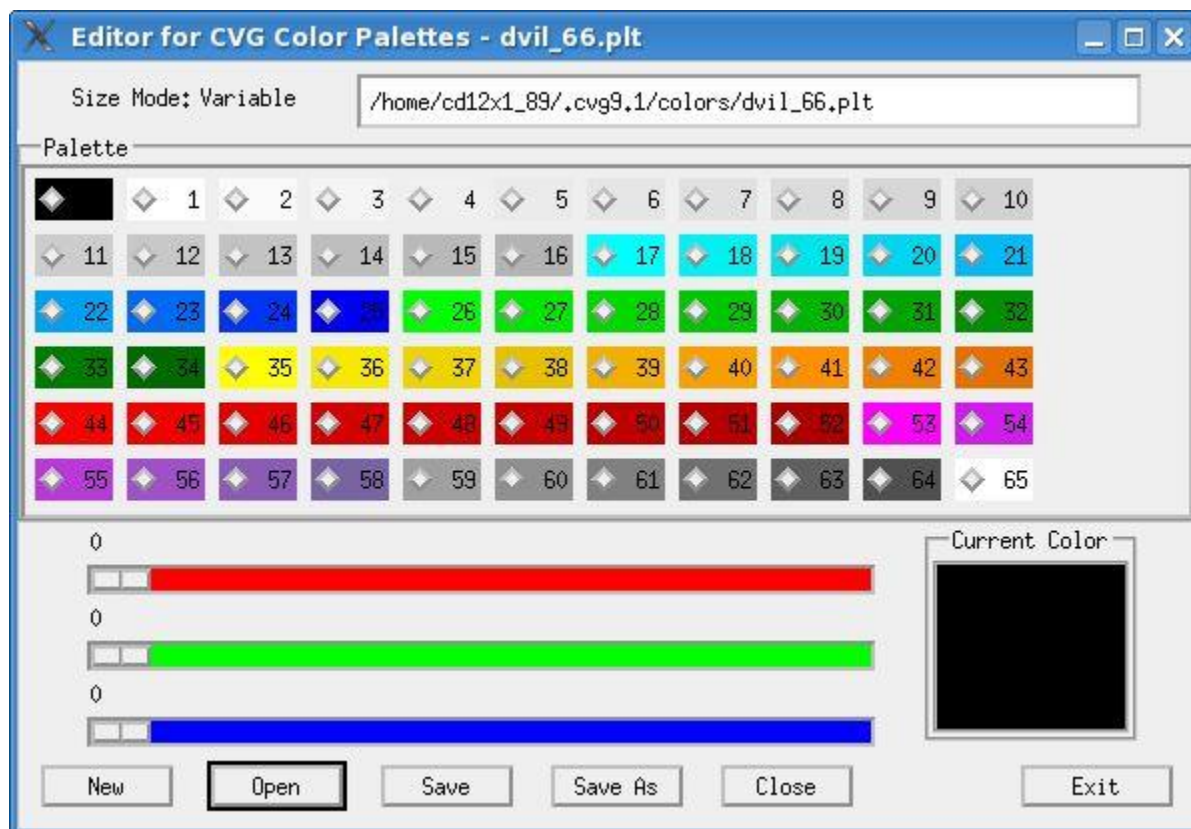 Editor for CVG Color Palettes - dvil_66.plt
Size Mode: Variable /home/cd12x1_89/.cvg9.1/colors/dvil_66.plt
Palette
1 2 3 4 5 6 7 8 9 10
11 12 13 14 15 16 17 18 19 20 21
22 23 24 25 26 27 28 29 30 31 32
33 34 35 36 37 38 39 40 41 42 43
44 45 46 47 48 49 50 51 52 53 54
55 56 57 58 59 60 61 62 63 64 65
0
Current Color
0
0
New Open Save Save As Close Exit